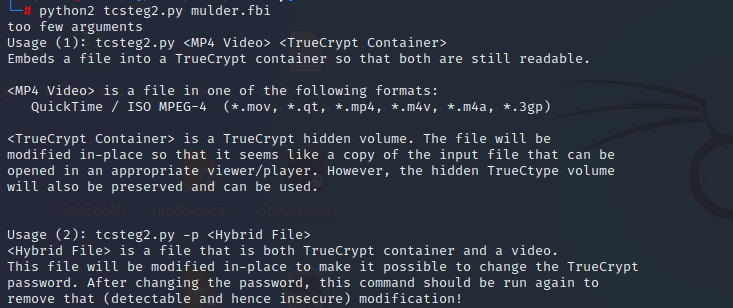 └─# python2 tcsteg2.py mulder.fbi
too few arguments
Usage (1): tcsteg2.py <MP4 Video> <TrueCrypt Container>
Embeds a file into a TrueCrypt container so that both are still readable.
<MP4 Video> is a file in one of the following formats:
QuickTime / ISO MPEG-4 (*.mov, *.qt, *.mp4, *.m4v, *.m4a, *.3gp)
<TrueCrypt Container> is a TrueCrypt hidden volume. The file will be
modified in-place so that it seems like a copy of the input file that can be
opened in an appropriate viewer/player. However, the hidden TrueCtype volume
will also be preserved and can be used.
OneForAll
Usage (2): tcsteg2.py -p <Hybrid File>
<Hybrid File> is a file that is both TrueCrypt container and a video.
This file will be modified in-place to make it possible to change the TrueCrypt
password. After changing the password, this command should be run again to
remove that (detectable and hence insecure) modification!